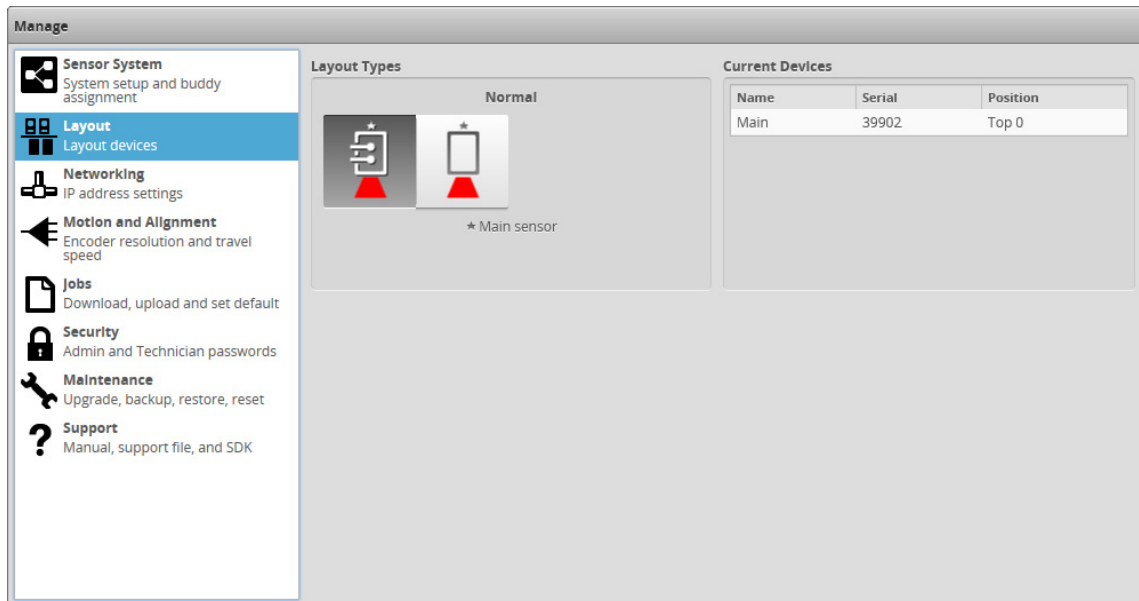 Manage
Sensor System
System setup and buddy
assignment
Layout
Layout devices
Networking
IP address settings
Motion and Alignment
Encoder resolution and travel
speed
Jobs
Download, upload and set default
Security
Admin and Technician passwords
Maintenance
Upgrade, backup, restore, reset
Support
Manual, support file, and SDK
Layout Types
Normal
★ Main sensor
Current Devices
Name Serial Position
Main 39902 Top 0